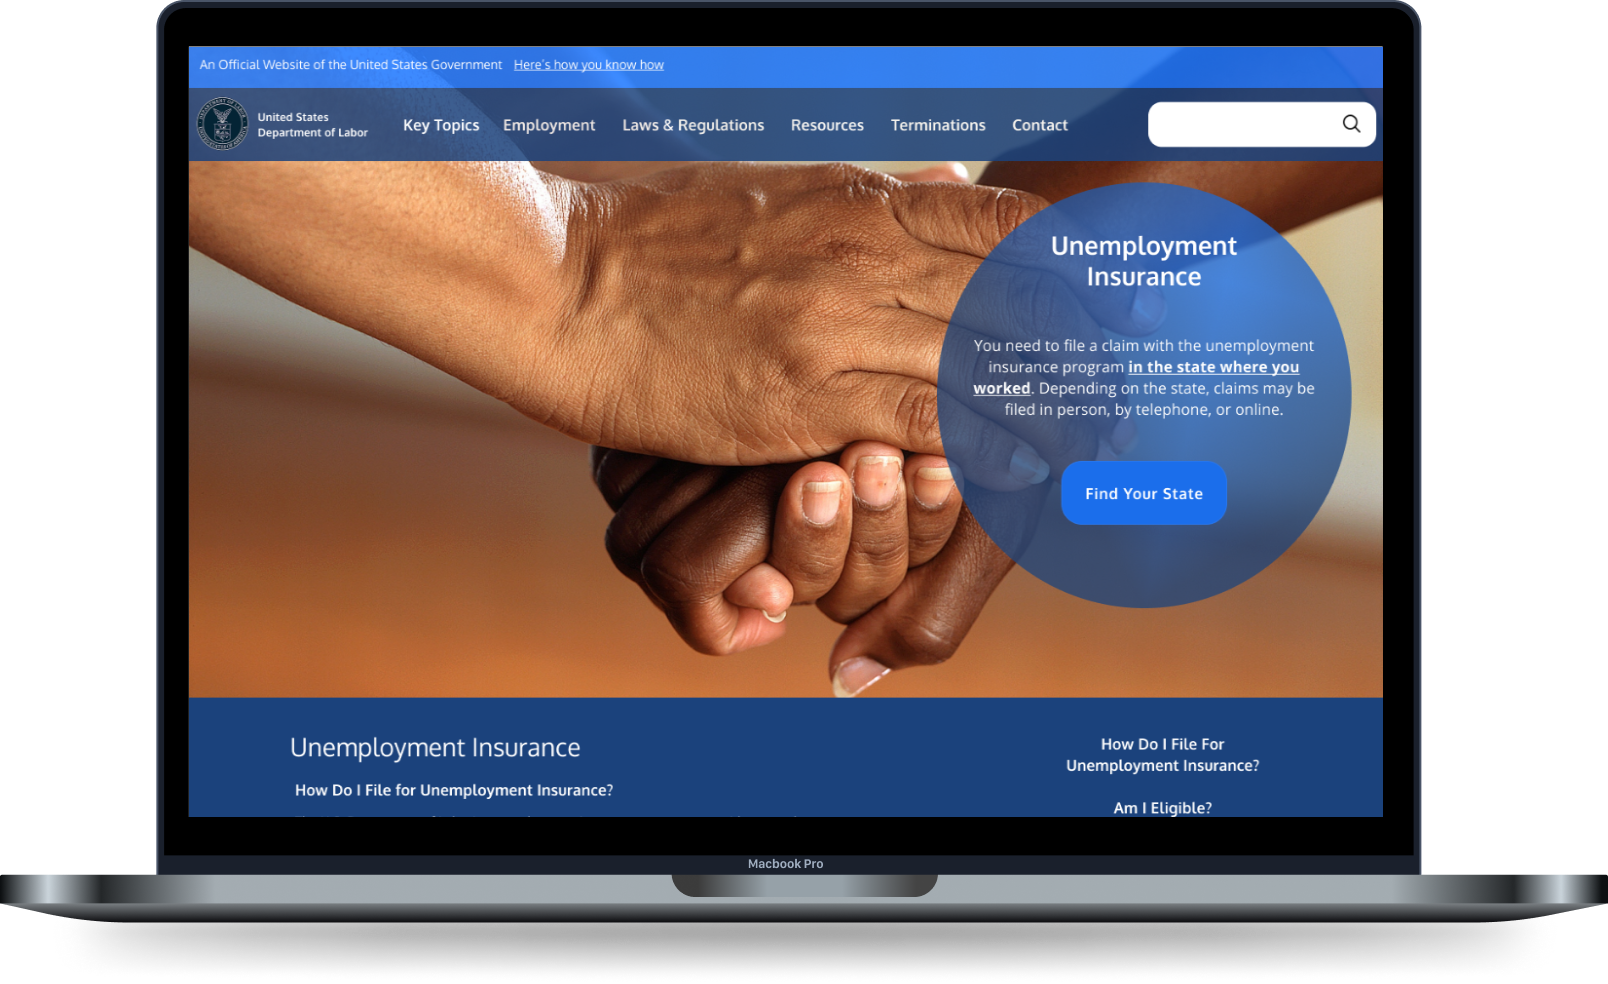 An Official Website of the United States Government Here's how you know how
United States
Department of Labor
Key Topics Employment Laws & Regulations Resources Terminations Contact
Unemployment
Insurance
You need to file a claim with the unemployment
insurance program in the state where you
worked. Depending on the state, claims may be
filed in person, by telephone, or online.
Find Your State
Unemployment Insurance
How Do I File for Unemployment Insurance?
How Do I File For
Unemployment Insurance?
Am I Eligible?
Macbook Pro